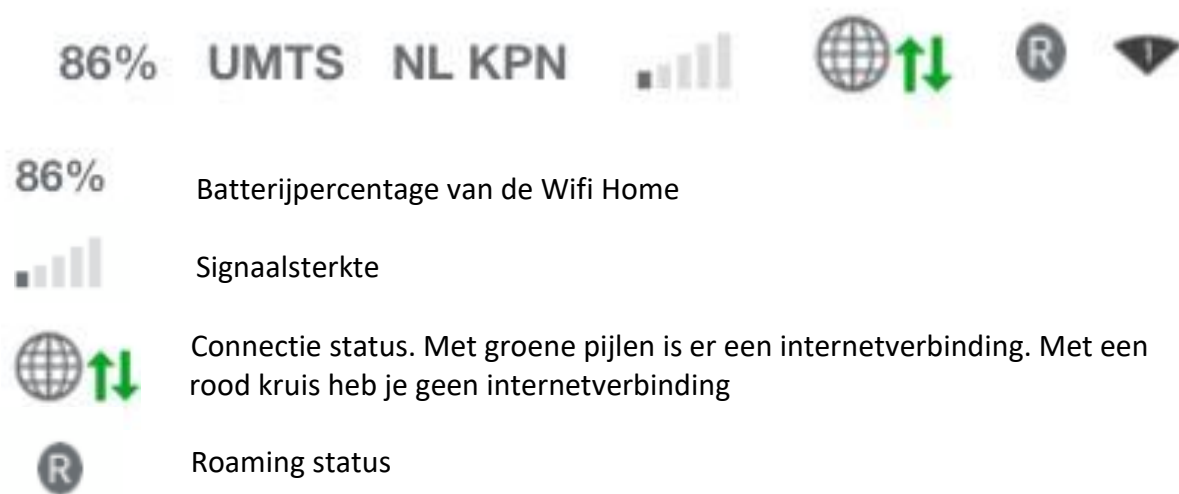 86% UMTS NL KPN R 1
86% Batterijpercentage van de Wifi Home
Signaalsterkte
Connectie status. Met groene pijlen is er een internetverbinding. Met een
rood kruis heb je geen internetverbinding
R Roaming status